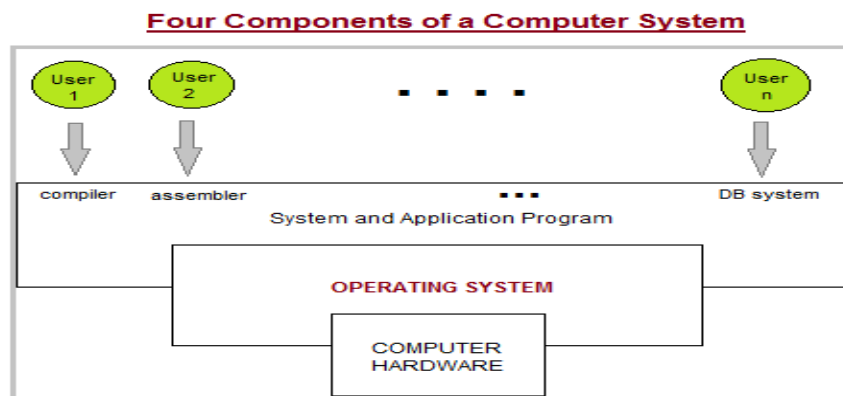 Four Components of a Computer System
User
1
User
2
. . . .
User
n
compiler
assembler
...
DB system
System and Application Program
OPERATING SYSTEM
COMPUTER
HARDWARE